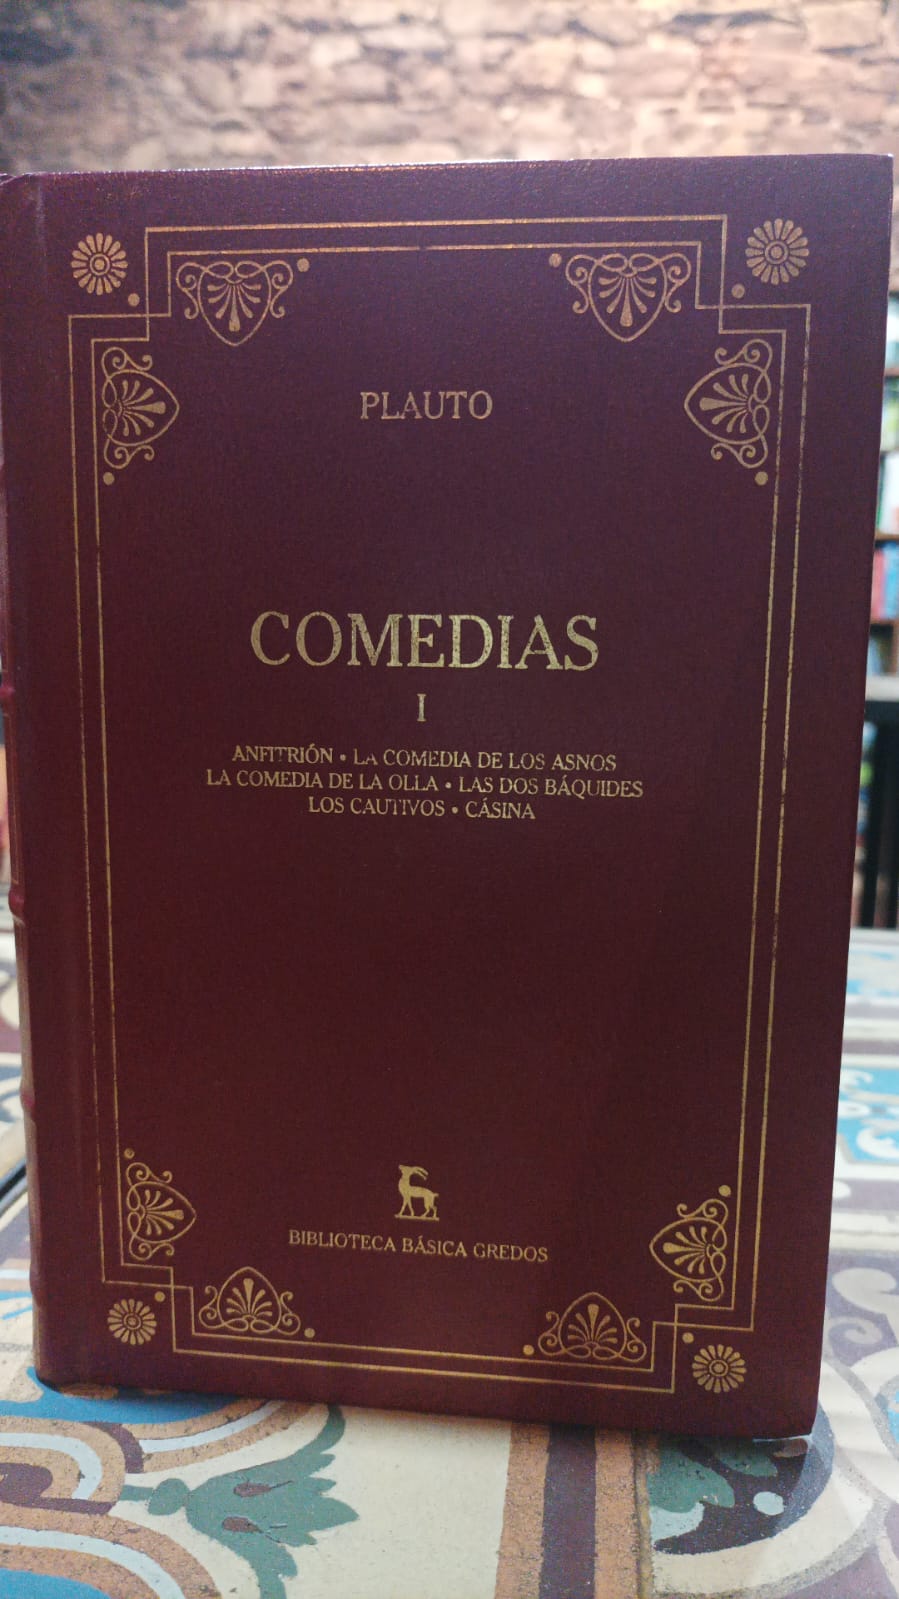 PLAUTO
COMEDIAS
I
ANFITRIÓN • LA COMEDIA DE LOS ASNOS
LA COMEDIA DE LA OLLA • LAS DOS BÁQUIDES
LOS CAUTIVOS • CÁSINA
BIBLIOTECA BÁSICA GREDOS